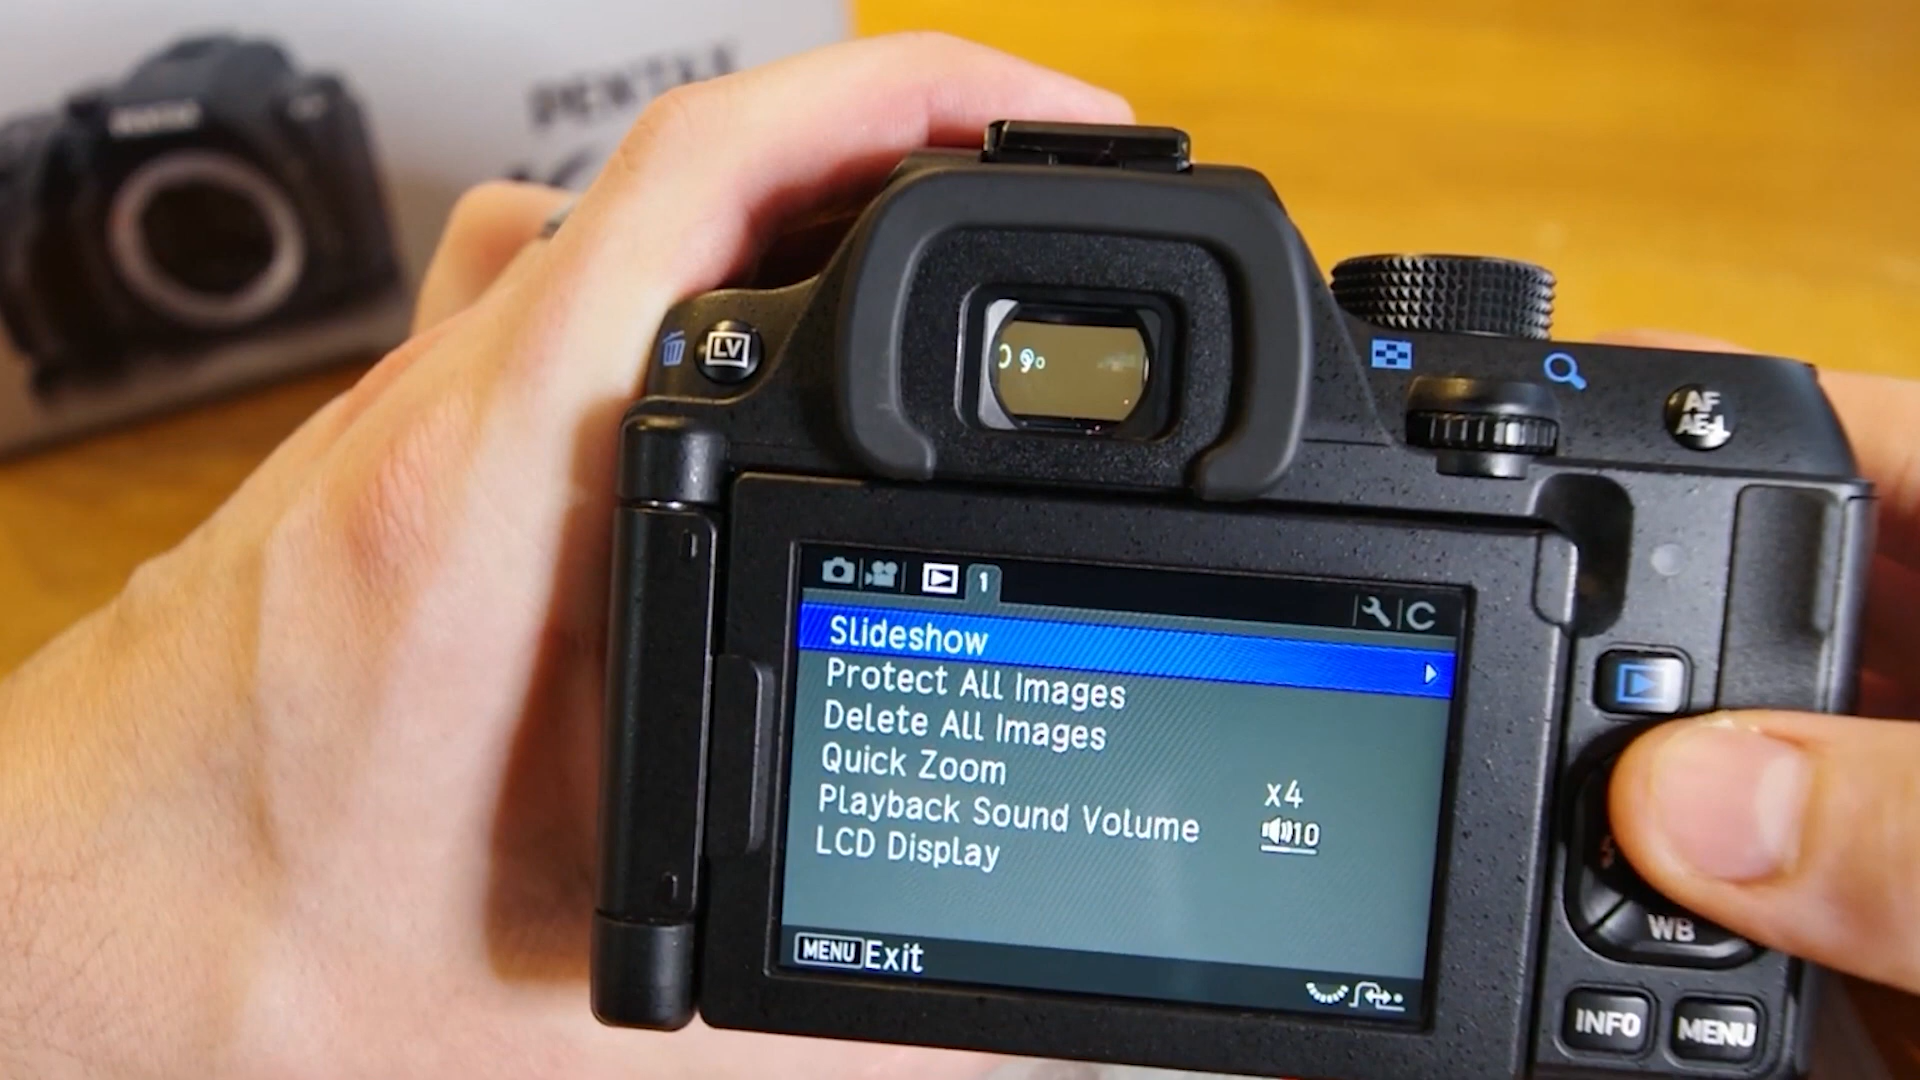 PENTAX
PENTAX
LV
AF
AE-L
1
C
Slideshow
Protect All Images
Delete All Images
Quick Zoom x4
Playback Sound Volume 10
LCD Display
MENU Exit
WB
INFO
MENU